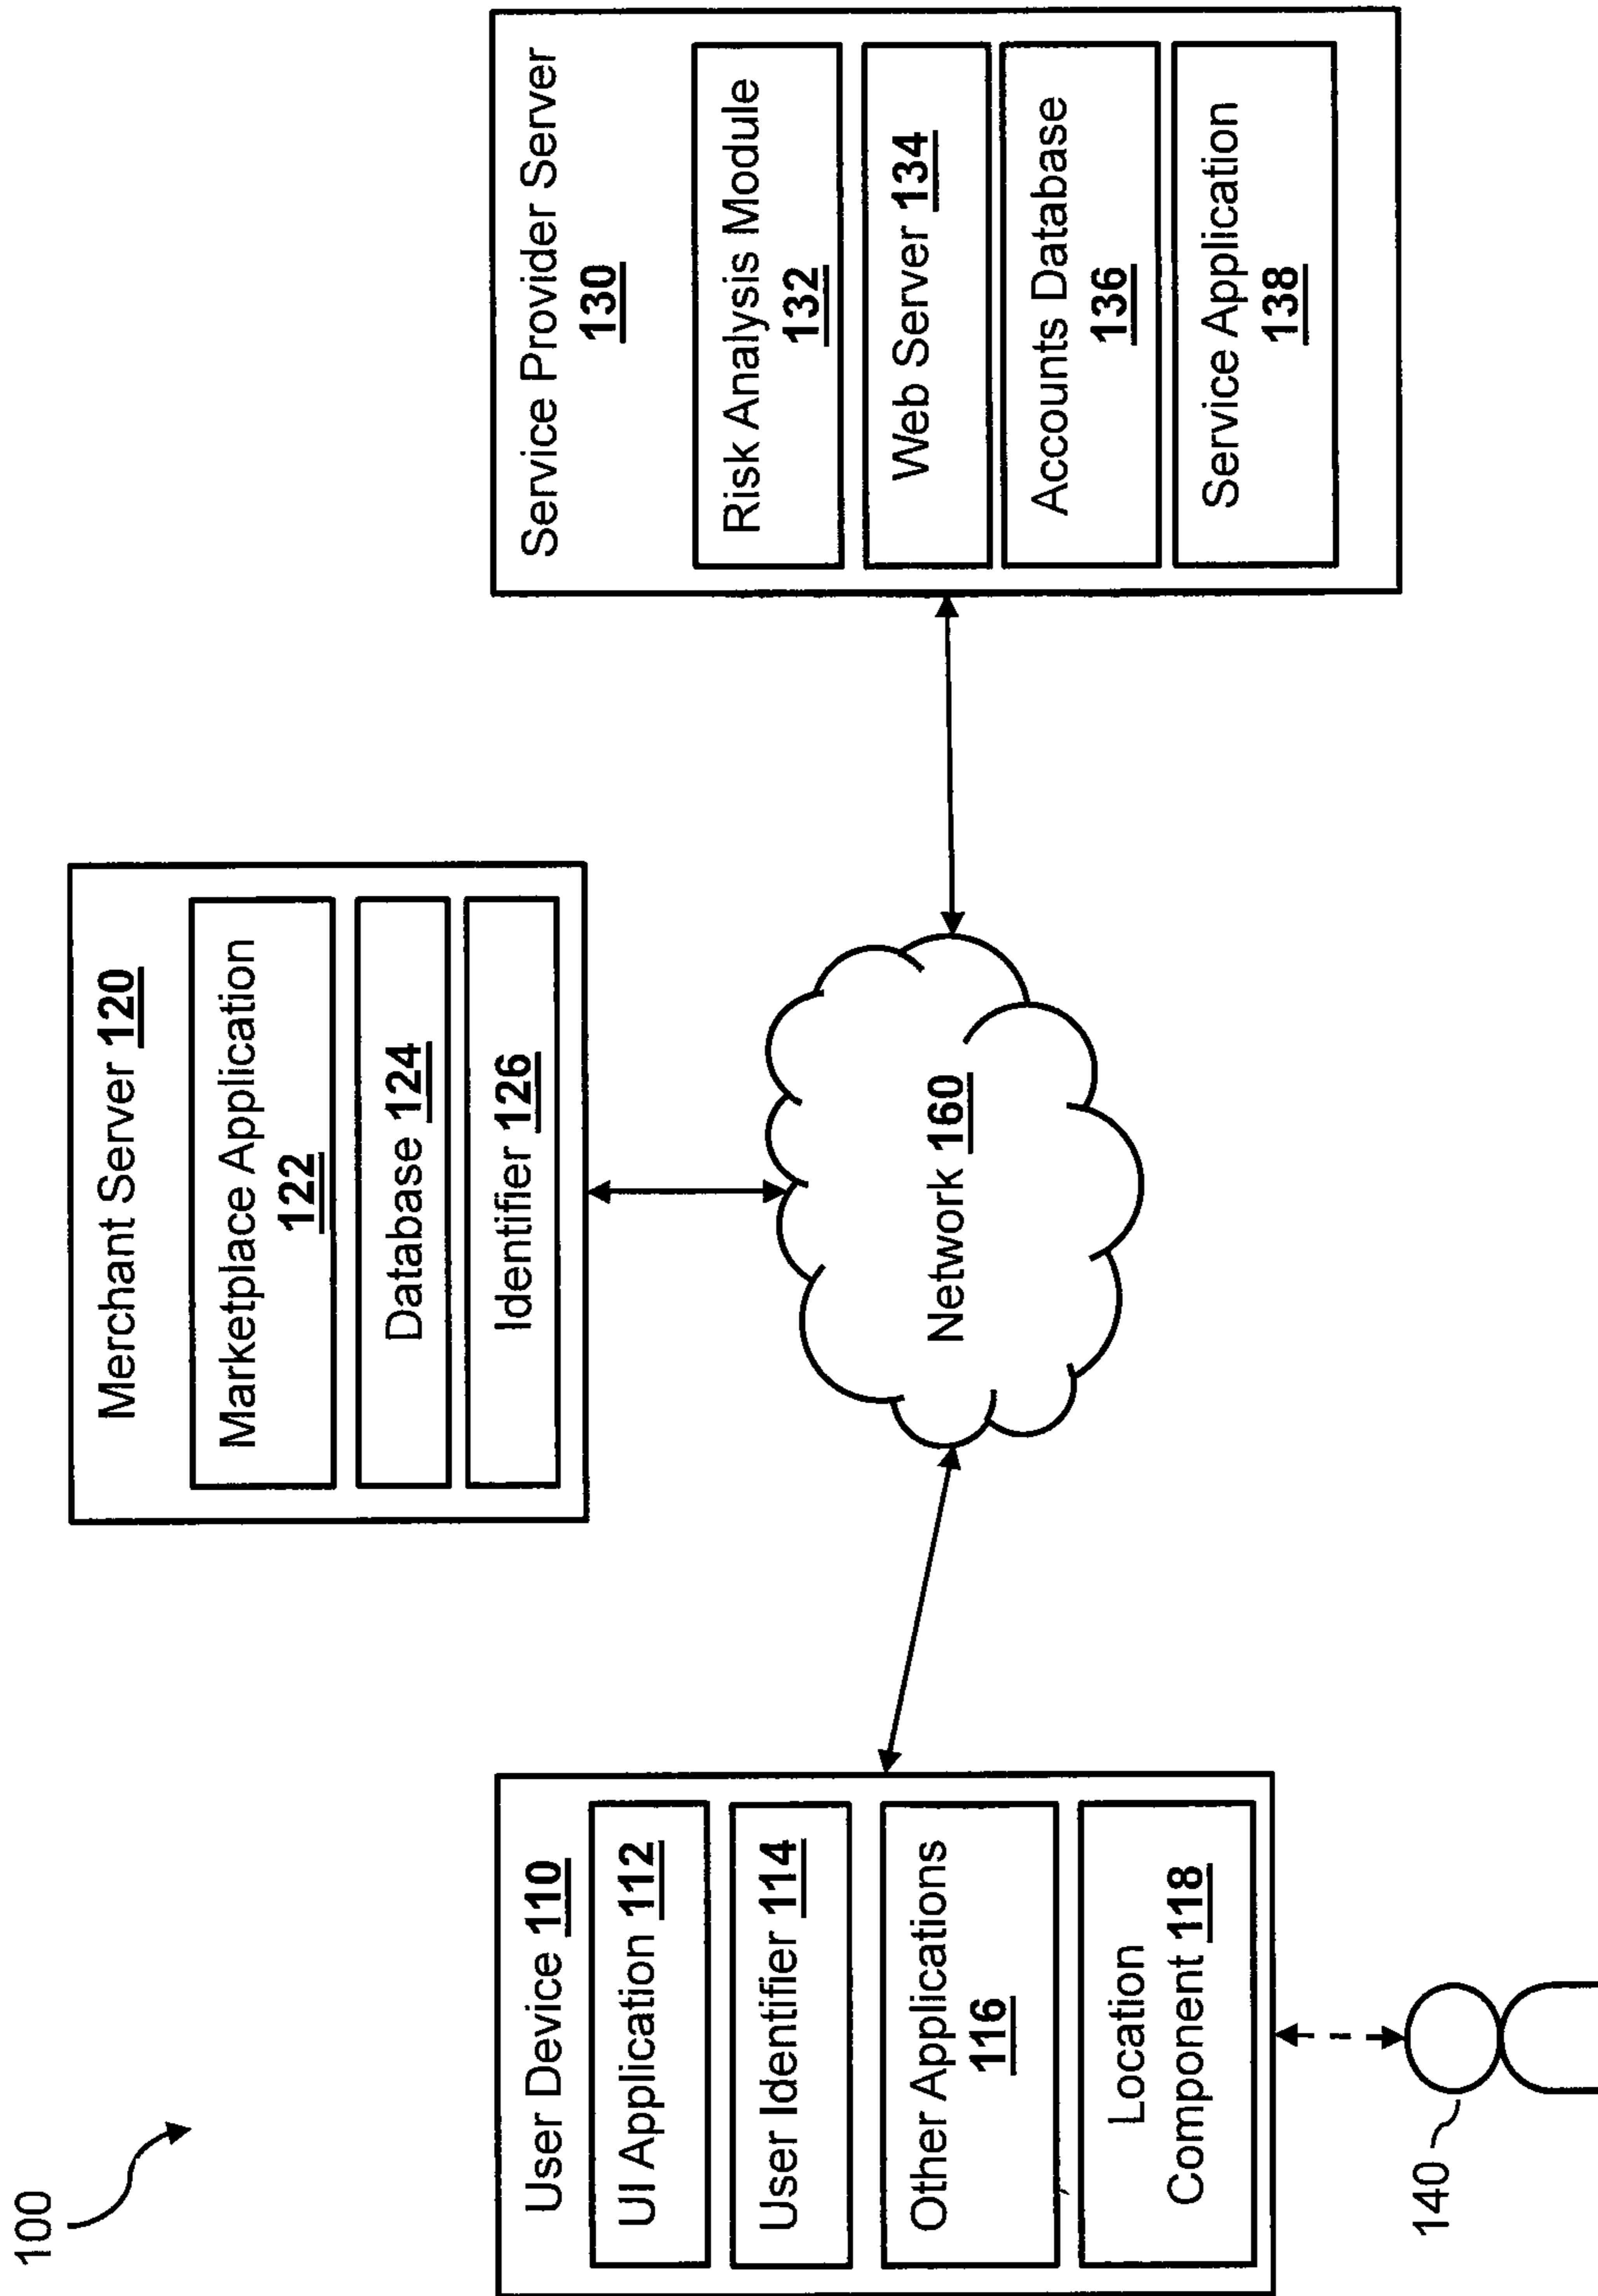 100
Merchant Server 120
Marketplace Application
122
Database 124
Identifier 126
User Device 110
UI Application 112
User Identifier 114
Other Applications
116
Location
Component 118
140
Network 160
Service Provider Server
130
Risk Analysis Module
132
Web Server 134
Accounts Database
136
Service Application
138